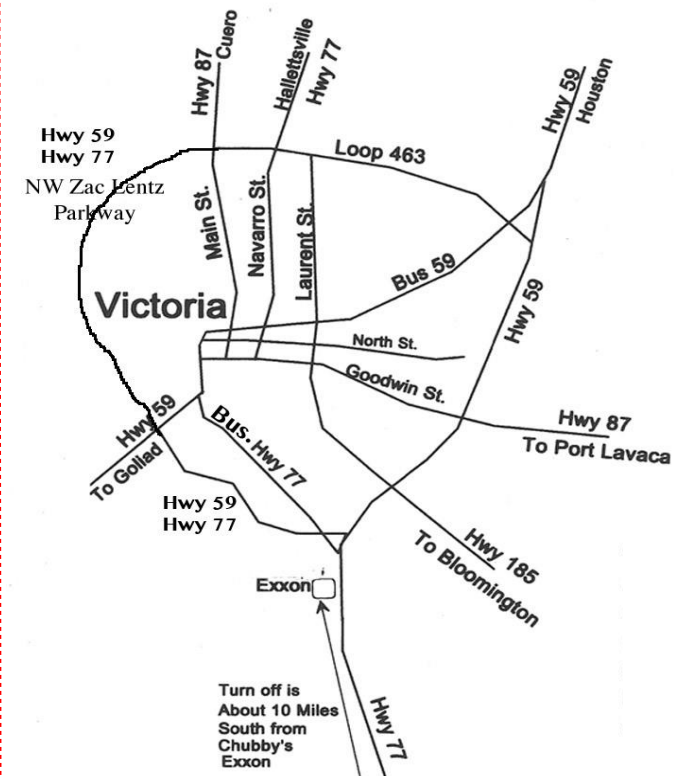 Hwy 87
Cuero
Hallettsville
Hwy 77
Hwy 59
Houston
Hwy 59
Hwy 77
NW Zac Lentz
Parkway
Loop 463
Main St.
Navarro St.
Laurent St.
Bus 59
Hwy 59
Victoria
North St.
Goodwin St.
Hwy 87
To Port Lavaca
Hwy 59
To Goliad
Bus. Hwy 77
Hwy 59
Hwy 77
Hwy 185
To Bloomington
Exxon
Turn off is
About 10 Miles
South from
Chubby's
Exxon
Hwy 77